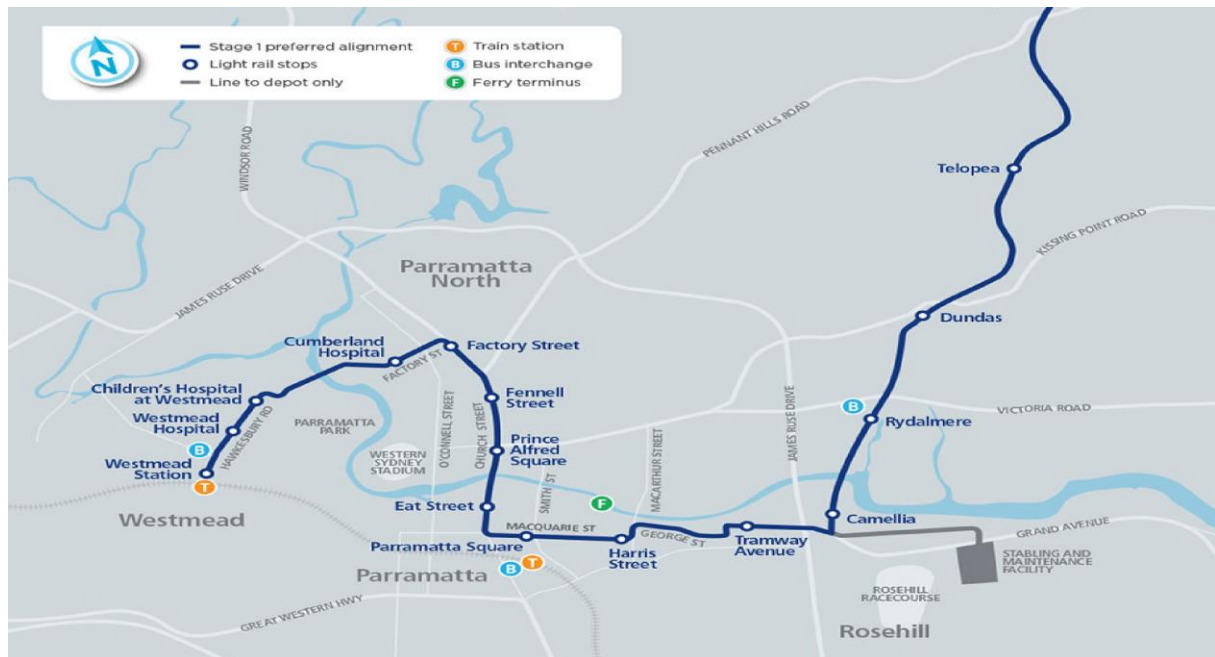 Stage 1 preferred alignment
Light rail stops
Line to depot only
T Train station
B Bus interchange
F Ferry terminus
N
WINDSOR ROAD
PENNANT HILLS ROAD
Telopea
KISSING POINT ROAD
JAMES RUSE DRIVE
Parramatta
North
Dundas
Cumberland
Hospital
FACTORY ST
Factory Street
Children's Hospital
at Westmead
Westmead
Hospital
HAWKESBURY RD
B
Westmead
Station
T
Westmead
PARRAMATTA
PARK
WESTERN
SYDNEY
STADIUM
O'CONNELL STREET
CHURCH STREET
Fennell
Street
Prince
Alfred
Square
SMITH ST
MACARTHUR STREET
JAMES RUSE DRIVE
B
Rydalmere
VICTORIA ROAD
Eat Street
F
MACQUARIE ST
Parramatta Square
Harris
Street
GEORGE ST
Tramway
Avenue
Camellia
GRAND AVENUE
STABLING AND
MAINTENANCE
FACILITY
B
T
Parramatta
GREAT WESTERN HWY
ROSEHILL
RACECOURSE
Rosehill